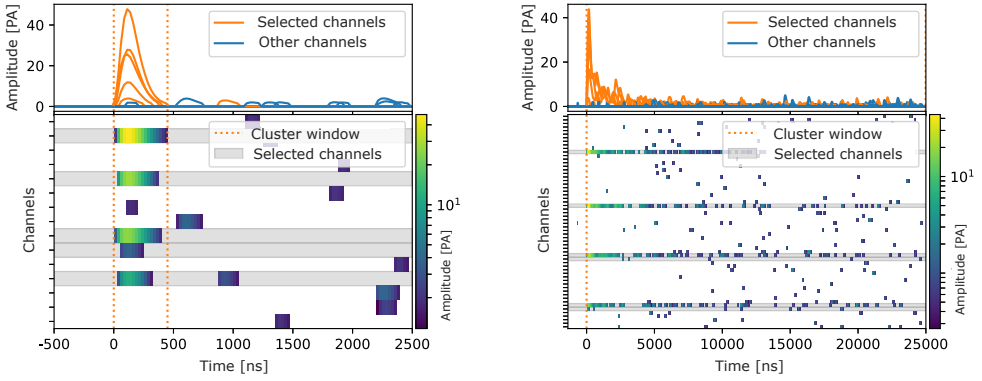 Amplitude [PA]
40
20
0
Selected channels
Other channels
Channels
Cluster window
Selected channels
10¹
Amplitude [PA]
-500
0
500
1000
1500
2000
2500
Time [ns]
Amplitude [PA]
40
20
0
Selected channels
Other channels
Channels
Cluster window
Selected channels
10¹
Amplitude [PA]
0
5000
10000
15000
20000
25000
Time [ns]